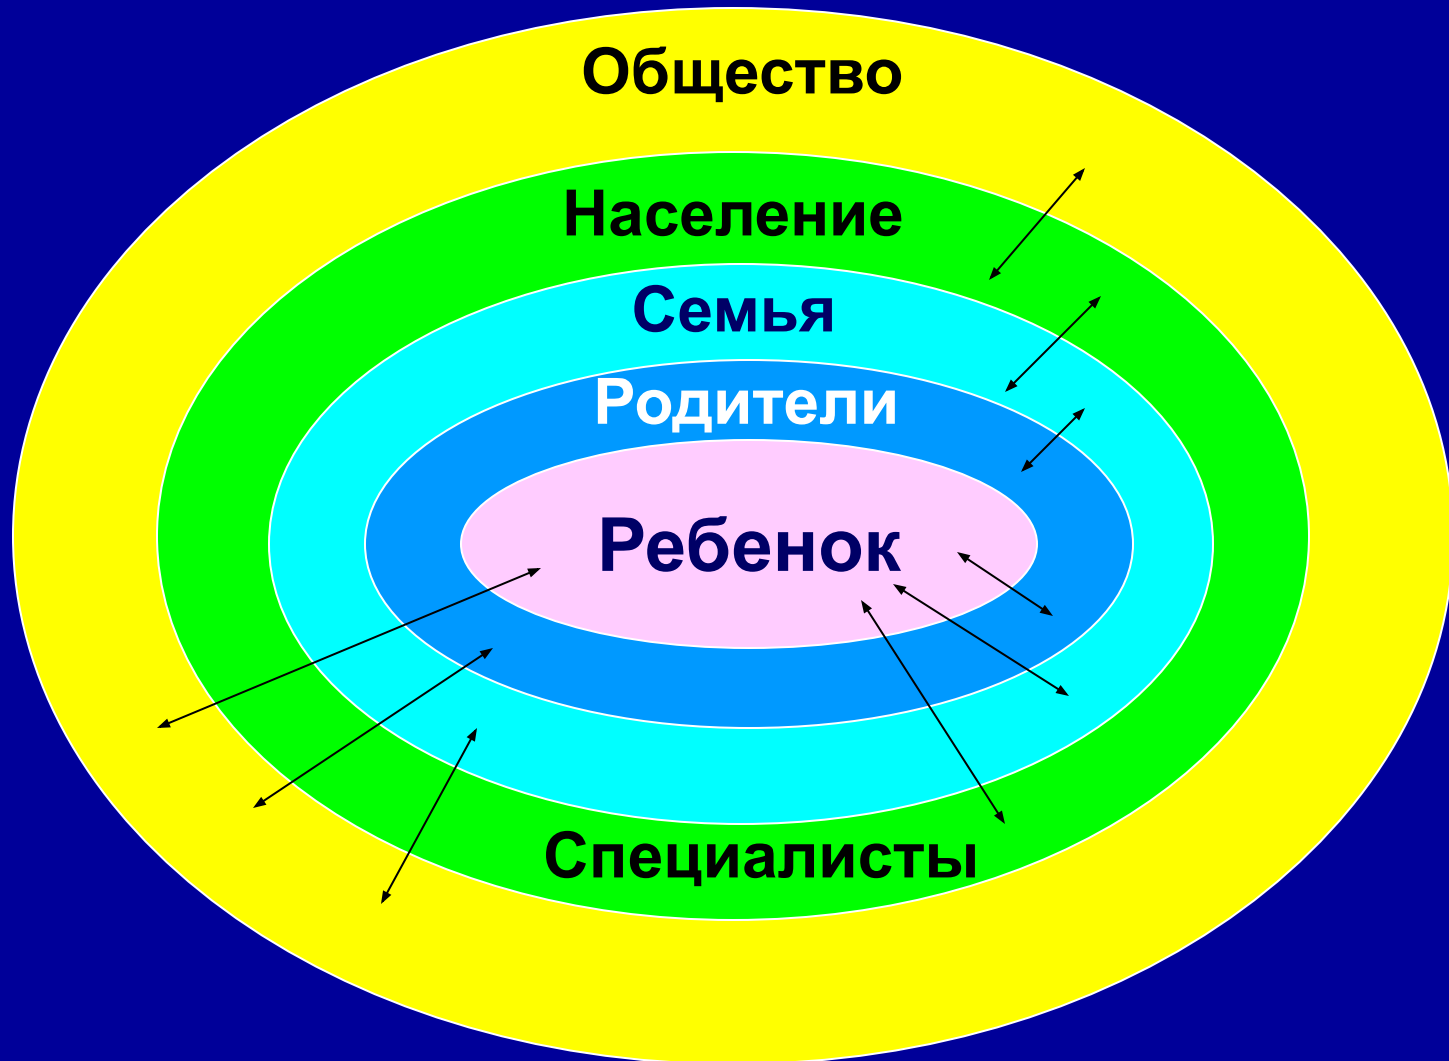 Общество
Население
Семья
Родители
Ребенок
Специалисты